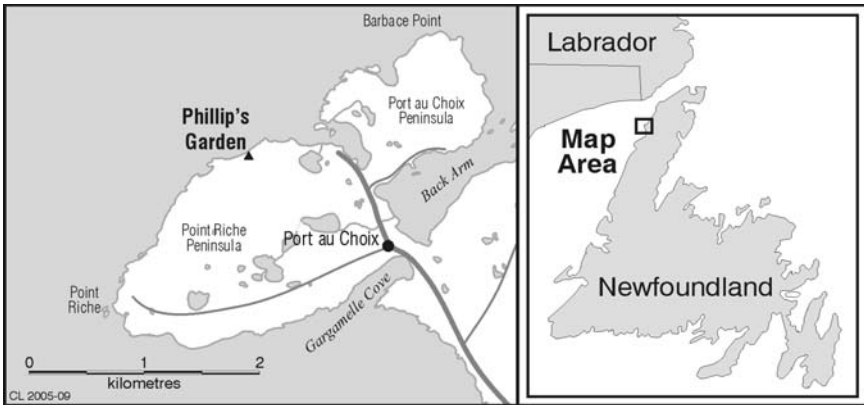 Barbace Point
Phillip's
Garden
Port au Choix
Peninsula
Back Arm
Point Riche
Peninsula
Port au Choix
Point
Riche
Gargamelle Cove
0 1 2
kilometres
CL 2005-09
Labrador
Map
Area
Newfoundland